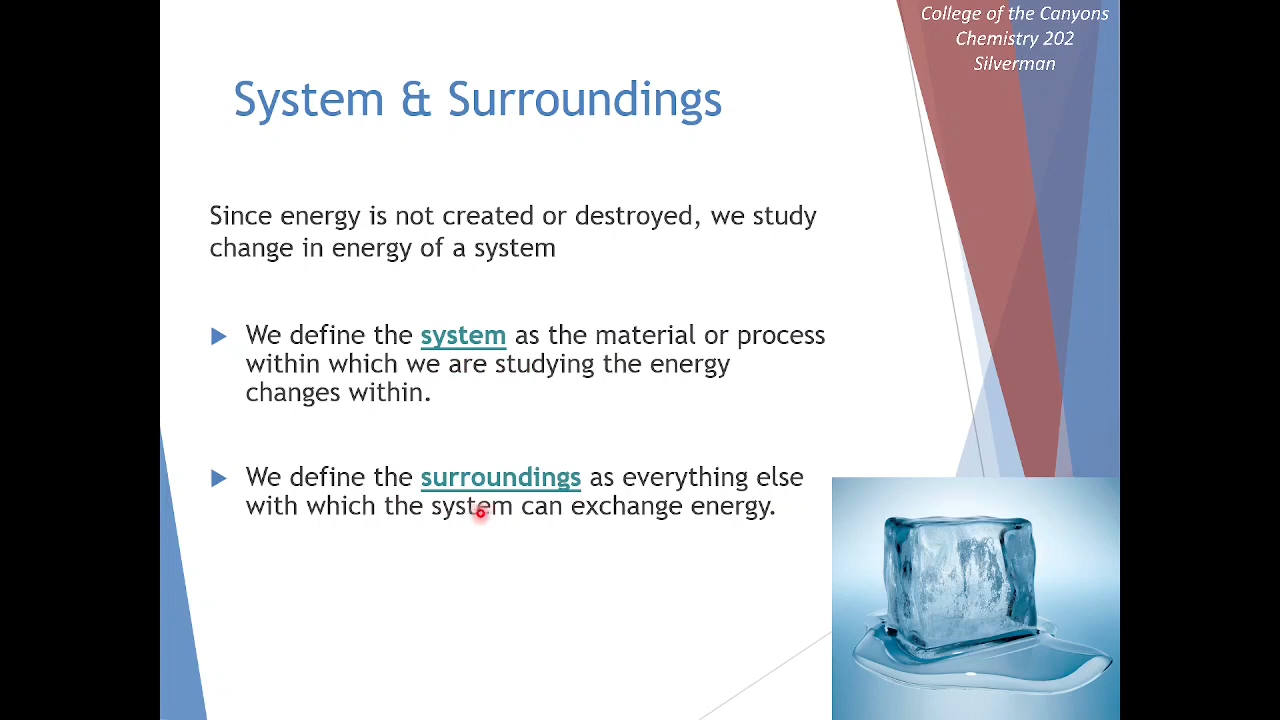 College of the Canyons
Chemistry 202
Silverman
System & Surroundings
Since energy is not created or destroyed, we study
change in energy of a system
We define the system as the material or process
within which we are studying the energy
changes within.
We define the surroundings as everything else
with which the system can exchange energy.